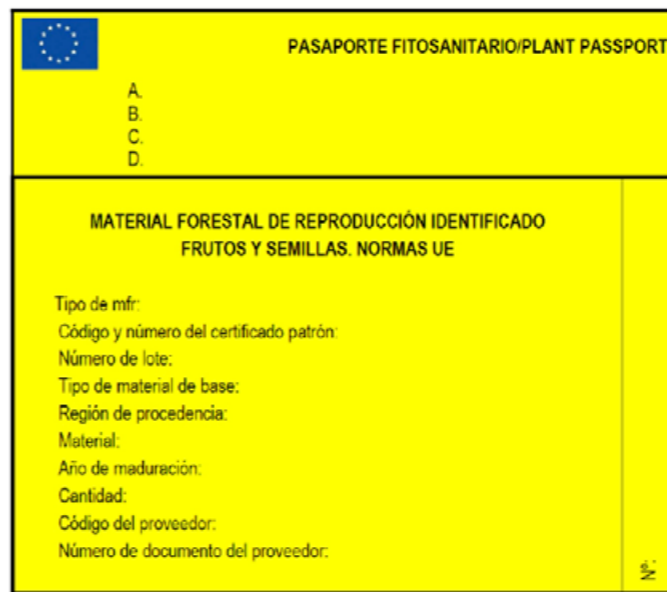 PASAPORTE FITOSANITARIO/PLANT PASSPORT
A.
B.
C.
D.
MATERIAL FORESTAL DE REPRODUCCIÓN IDENTIFICADO
FRUTOS Y SEMILLAS. NORMAS UE
Tipo de mfr:
Código y número del certificado patrón:
Número de lote:
Tipo de material de base:
Región de procedencia:
Material:
Año de maduración:
Cantidad:
Código del proveedor:
Número de documento del proveedor:
Nº: